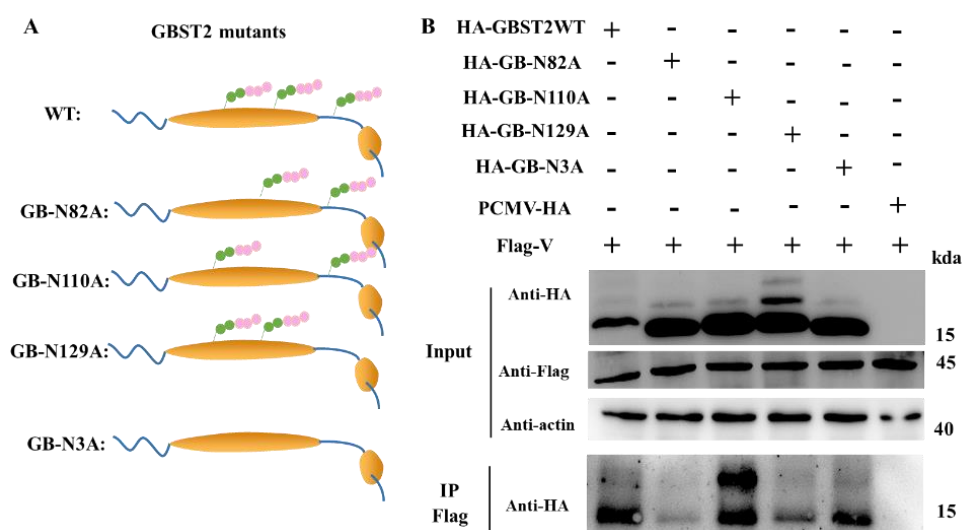 A
GBST2 mutants
WT:
GB-N82A:
GB-N110A:
GB-N129A:
GB-N3A:
B
HA-GBST2WT + - - - - -
HA-GB-N82A - + - - - -
HA-GB-N110A - - + - - -
HA-GB-N129A - - - + - -
HA-GB-N3A - - - - + -
PCMV-HA - - - - - +
Flag-V + + + + + +
kda
Input
Anti-HA
15
Anti-Flag
45
Anti-actin
40
IP
Flag
Anti-HA
15